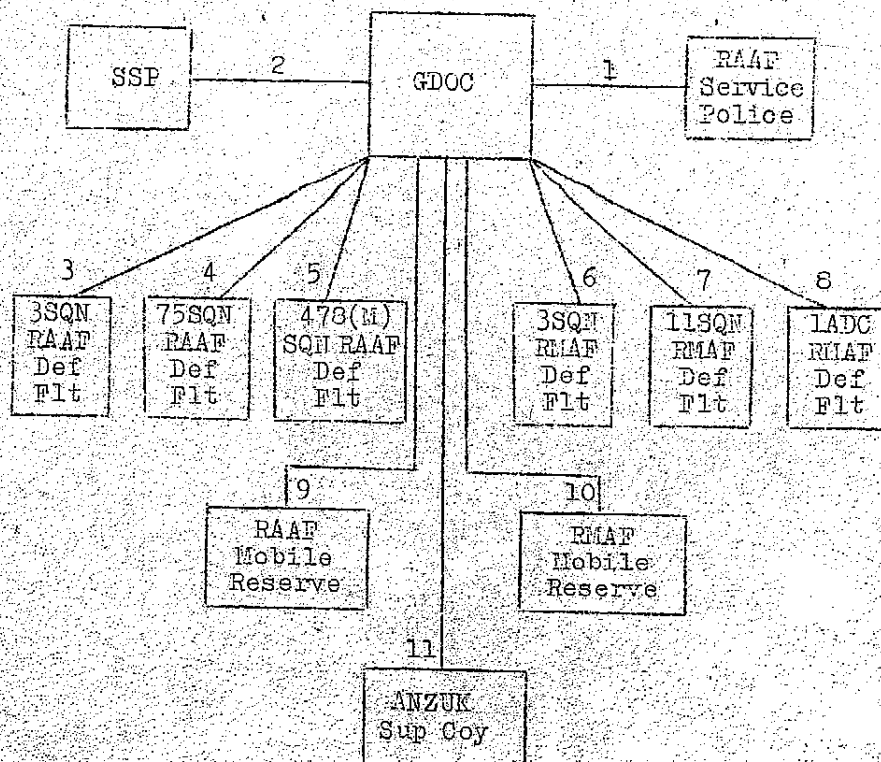 SSP
2
GDOC
1
RAAF
Service
Police
3
4
5
6
7
8
3SQN
RAAF
Def
Flt
75SQN
RAAF
Def
Flt
478(M)
SQN RAAF
Def
Flt
3SQN
RMAF
Def
Flt
11SQN
RMAF
Def
Flt
1ADC
RMAF
Def
Flt
9
RAAF
Mobile
Reserve
10
RMAF
Mobile
Reserve
11
ANZUK
Sup Coy